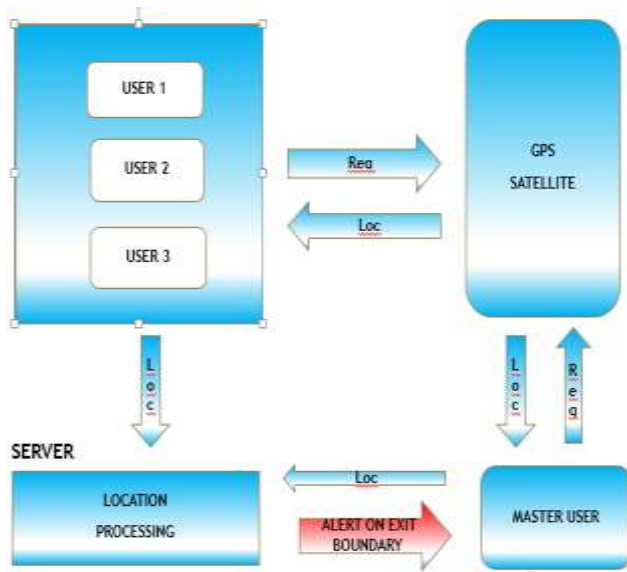 USER 1
USER 2
USER 3
Req
Loc
GPS
SATELLITE
Loc
Loc
Req
SERVER
LOCATION
PROCESSING
Loc
ALERT ON EXIT
BOUNDARY
MASTER USER